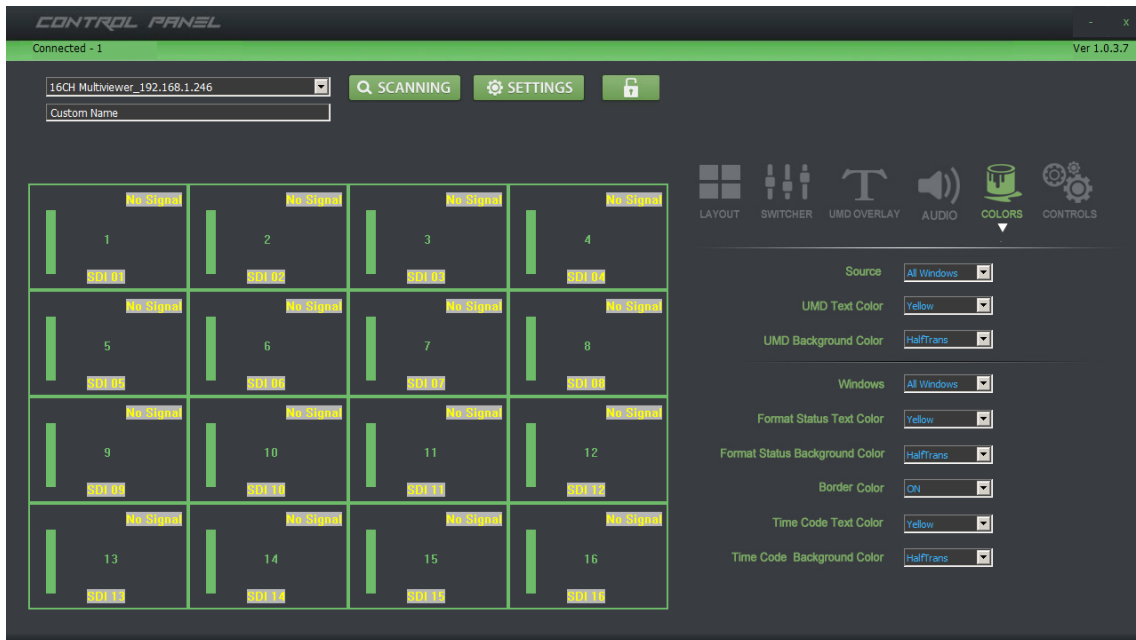 CONTROL PANEL
- x
Connected - 1 Ver 1.0.3.7
16CH Multiviewer_192.168.1.246 SCANNING SETTINGS
Custom Name
LAYOUT SWITCHER UMD OVERLAY AUDIO COLORS CONTROLS
No Signal No Signal No Signal No Signal
1 2 3 4
SDI 01 SDI 02 SDI 03 SDI 04
No Signal No Signal No Signal No Signal
5 6 7 8
SDI 05 SDI 06 SDI 07 SDI 08
No Signal No Signal No Signal No Signal
9 10 11 12
SDI 09 SDI 10 SDI 11 SDI 12
No Signal No Signal No Signal No Signal
13 14 15 16
SDI 13 SDI 14 SDI 15 SDI 16
Source All Windows
UMD Text Color Yellow
UMD Background Color HalfTrans
Windows All Windows
Format Status Text Color Yellow
Format Status Background Color HalfTrans
Border Color ON
Time Code Text Color Yellow
Time Code Background Color HalfTrans